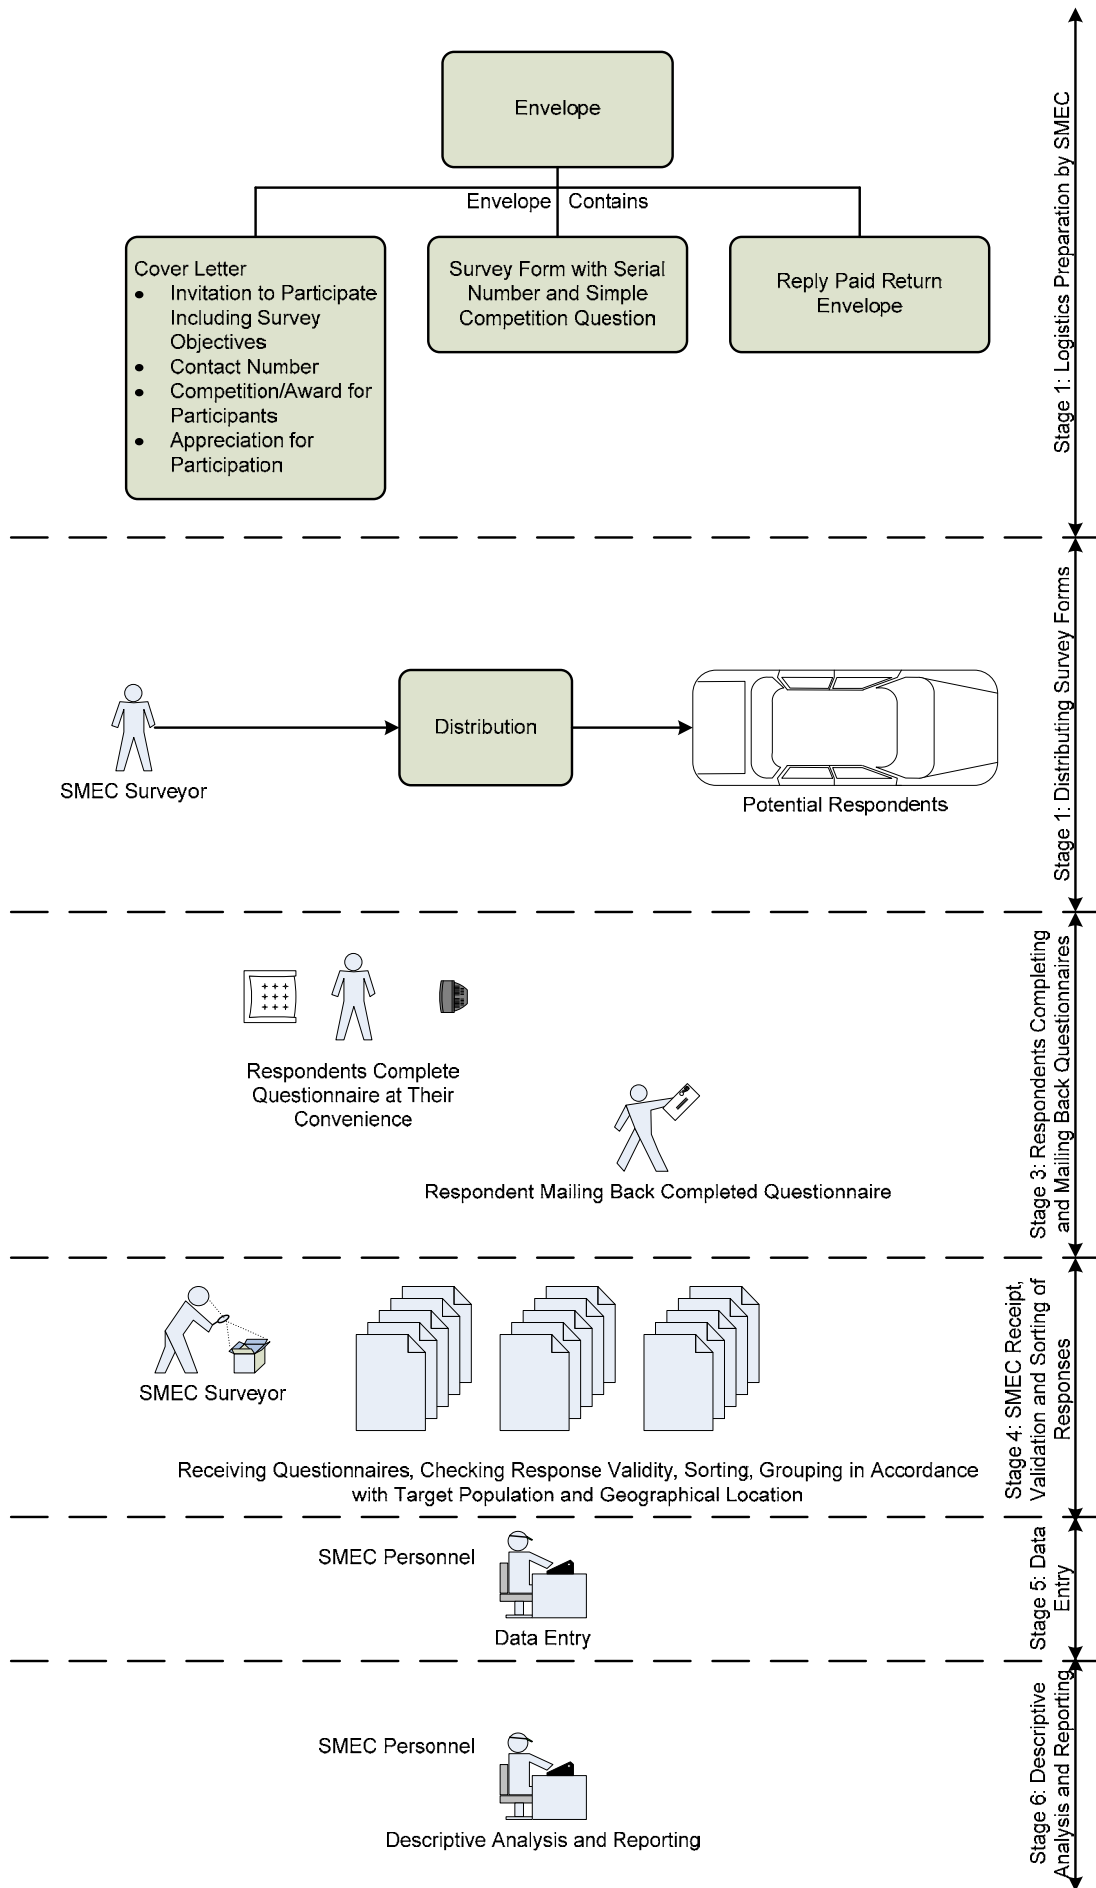 Envelope
Envelope Contains
Cover Letter
• Invitation to Participate
Including Survey
Objectives
• Contact Number
• Competition/Award for
Participants
• Appreciation for
Participation
Survey Form with Serial
Number and Simple
Competition Question
Reply Paid Return
Envelope
Stage 1: Logistics Preparation by SMEC
SMEC Surveyor
Distribution
Potential Respondents
Stage 1: Distributing Survey Forms
Respondents Complete
Questionnaire at Their
Convenience
Respondent Mailing Back Completed Questionnaire
Stage 3: Respondents Completing
and Mailing Back Questionnaires
SMEC Surveyor
Receiving Questionnaires, Checking Response Validity, Sorting, Grouping in Accordance
with Target Population and Geographical Location
Stage 4: SMEC Receipt,
Validation and Sorting of
Responses
SMEC Personnel
Data Entry
Stage 5: Data
Entry
SMEC Personnel
Descriptive Analysis and Reporting
Stage 6: Descriptive
Analysis and Reporting